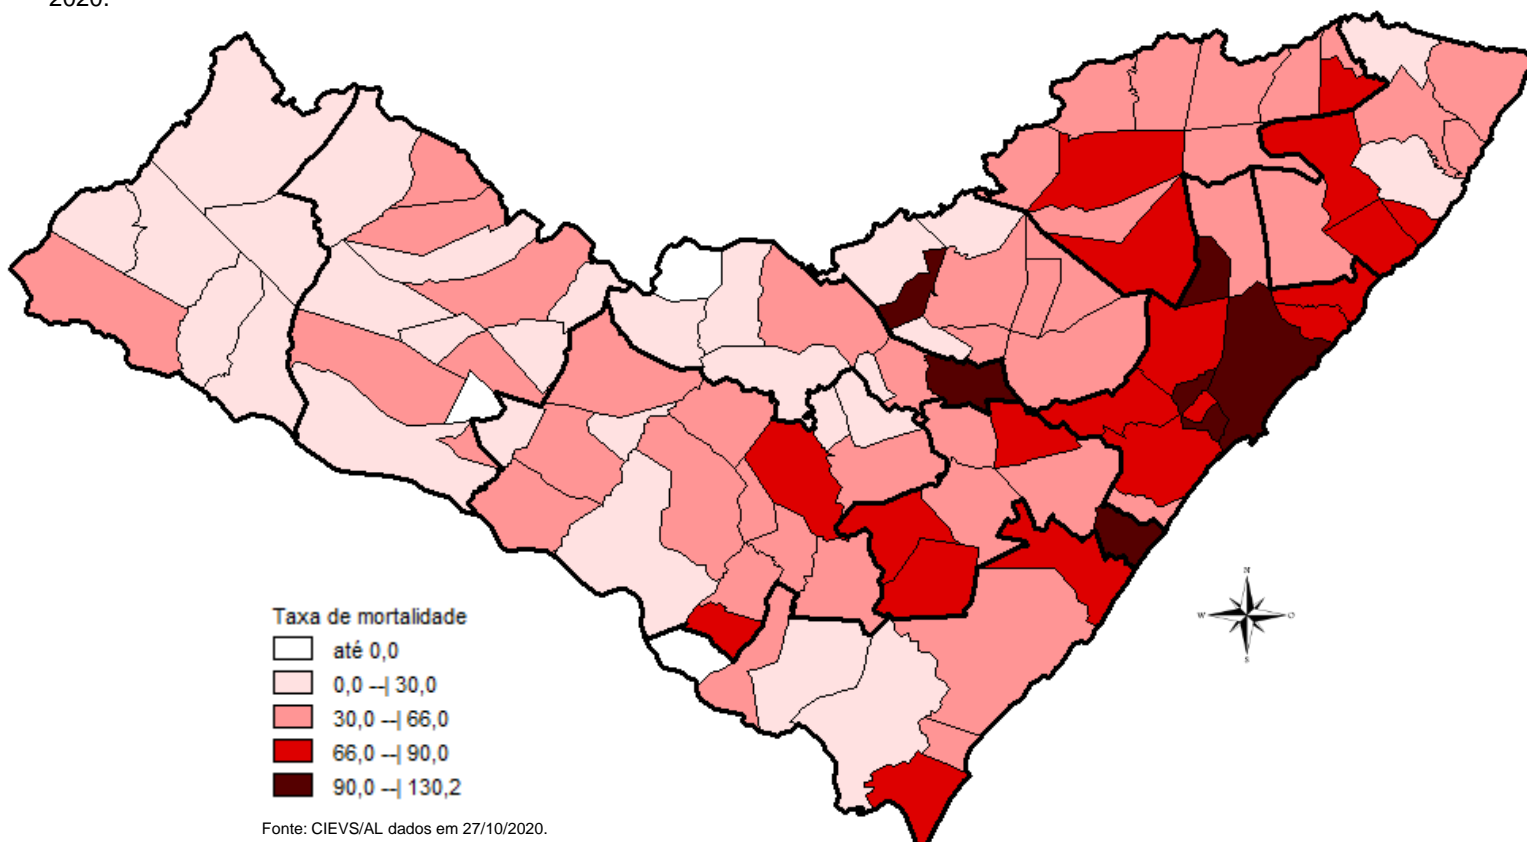 2020.
N
W
O
S
Taxa de mortalidade
até 0,0
0,0 --| 30,0
30,0 --| 66,0
66,0 --| 90,0
90,0 --| 130,2
Fonte: CIEVS/AL dados em 27/10/2020.